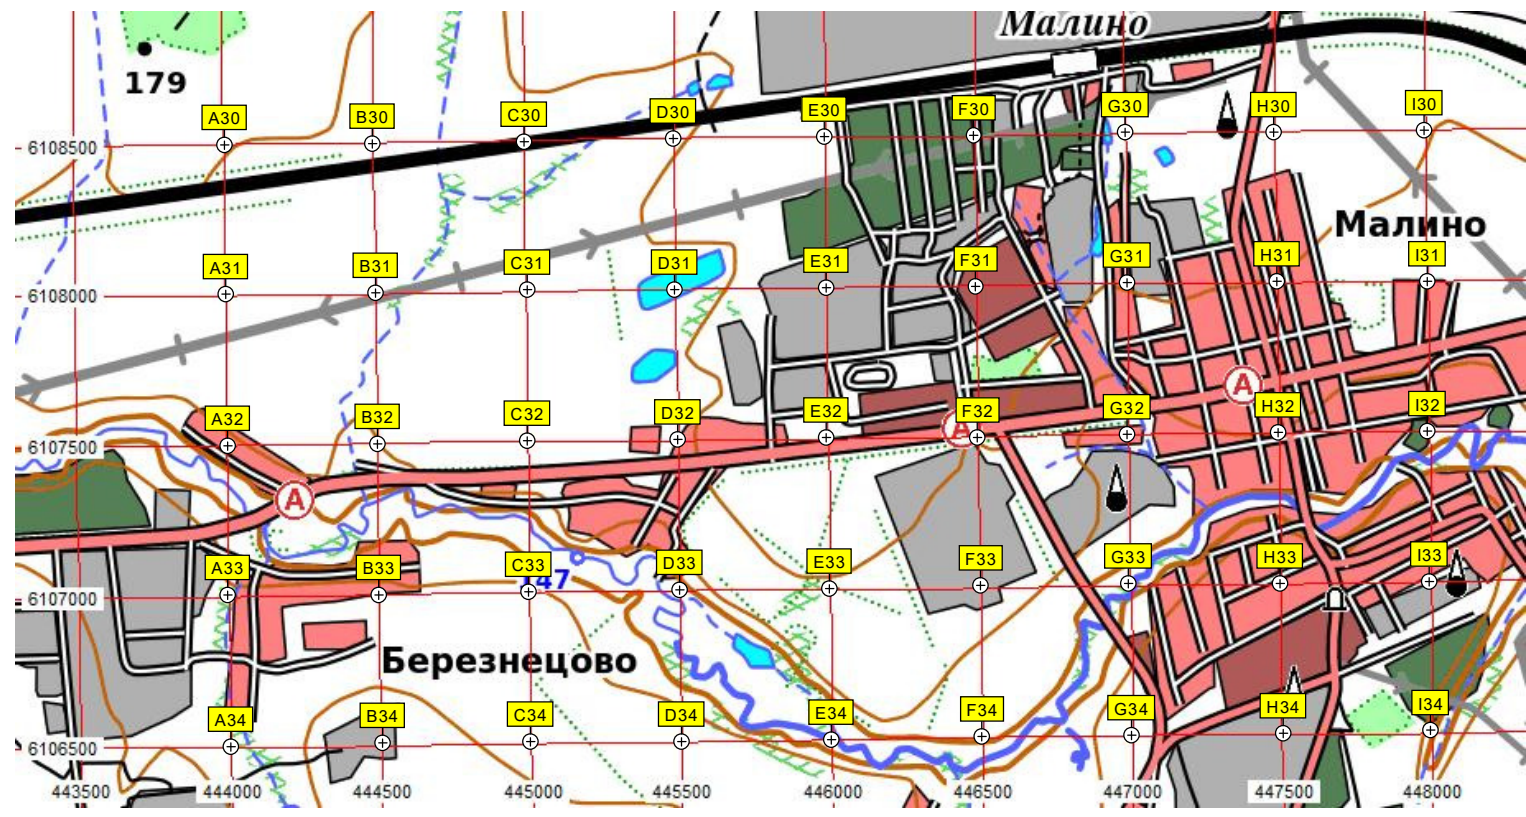 Малино
179
A30 B30 C30 D30 E30 F30 G30 H30 I30
6108500
Малино
A31 B31 C31 D31 E31 F31 G31 H31 I31
6108000
A
A32 B32 C32 D32 E32 F32 G32 H32 I32
A
6107500
A
A33 B33 C33 D33 E33 F33 G33 H33 I33
147
6107000
Березнецово
A34 B34 C34 D34 E34 F34 G34 H34 I34
6106500
443500 444000 444500 445000 445500 446000 446500 447000 447500 448000